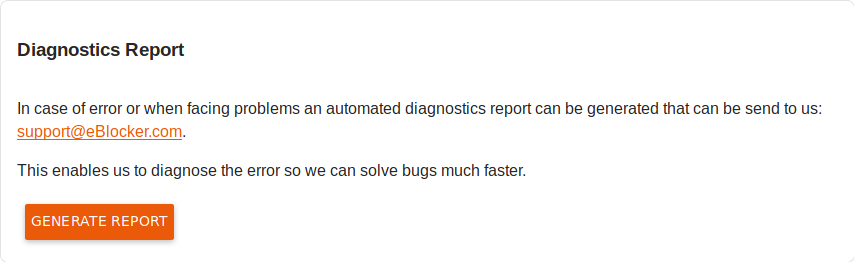 Diagnostics Report
In case of error or when facing problems an automated diagnostics report can be generated that can be send to us:
support@eBlocker.com.
This enables us to diagnose the error so we can solve bugs much faster.
GENERATE REPORT